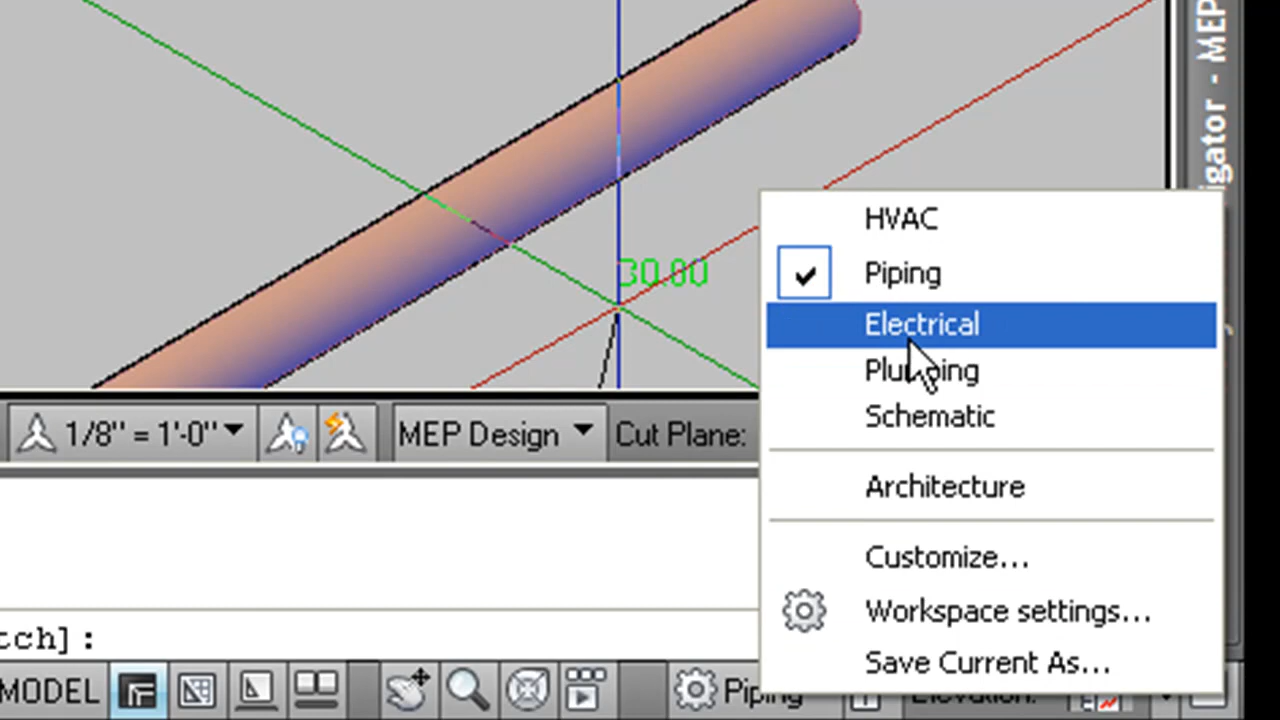 igator - MEP
HVAC
30.00
Piping
Electrical
Plumbing
Schematic
1/8" = 1'-0"
MEP Design
Cut Plane:
Architecture
Customize...
Workspace settings...
tch]:
Save Current As...
MODEL
Piping
Elevation: